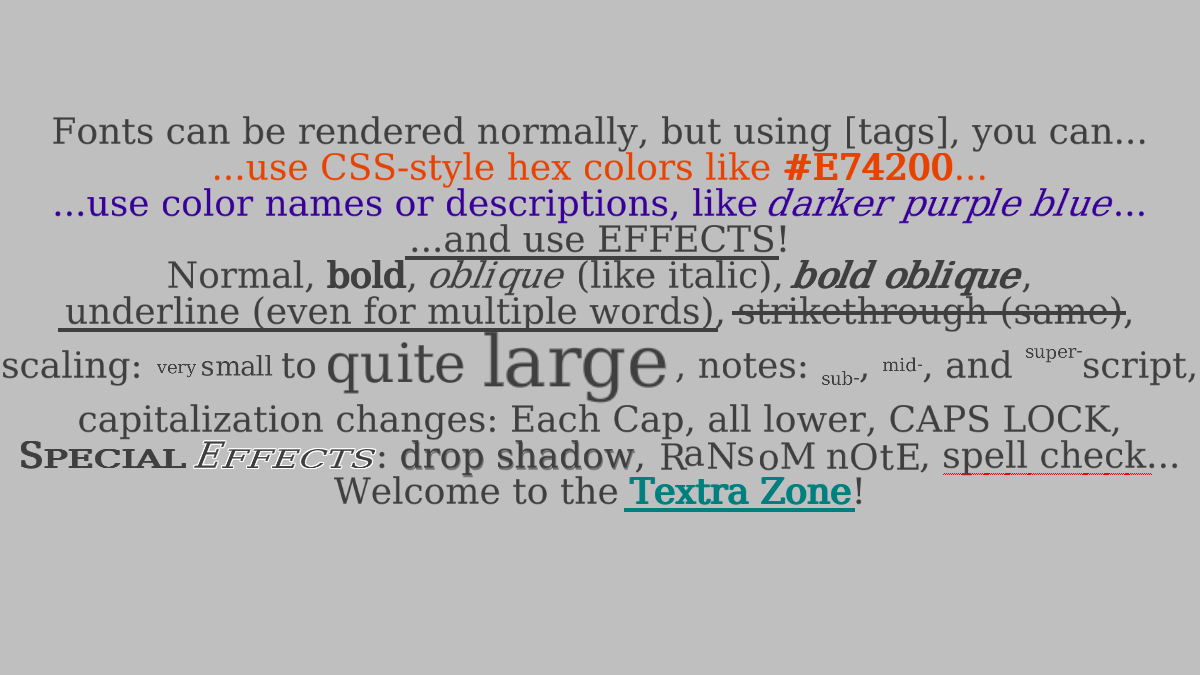 Fonts can be rendered normally, but using [tags], you can...
...use CSS-style hex colors like #E74200...
...use color names or descriptions, like darker purple blue...
...and use EFFECTS!
Normal, bold, oblique (like italic), bold oblique,
underline (even for multiple words), strikethrough (same),
scaling: very small to quite large, notes: sub-, mid-, and super-script,
capitalization changes: Each Cap, all lower, CAPS LOCK,
SPECIAL EFFECTS: drop shadow, RaNsoM nOtE, spell check...
Welcome to the Textra Zone!